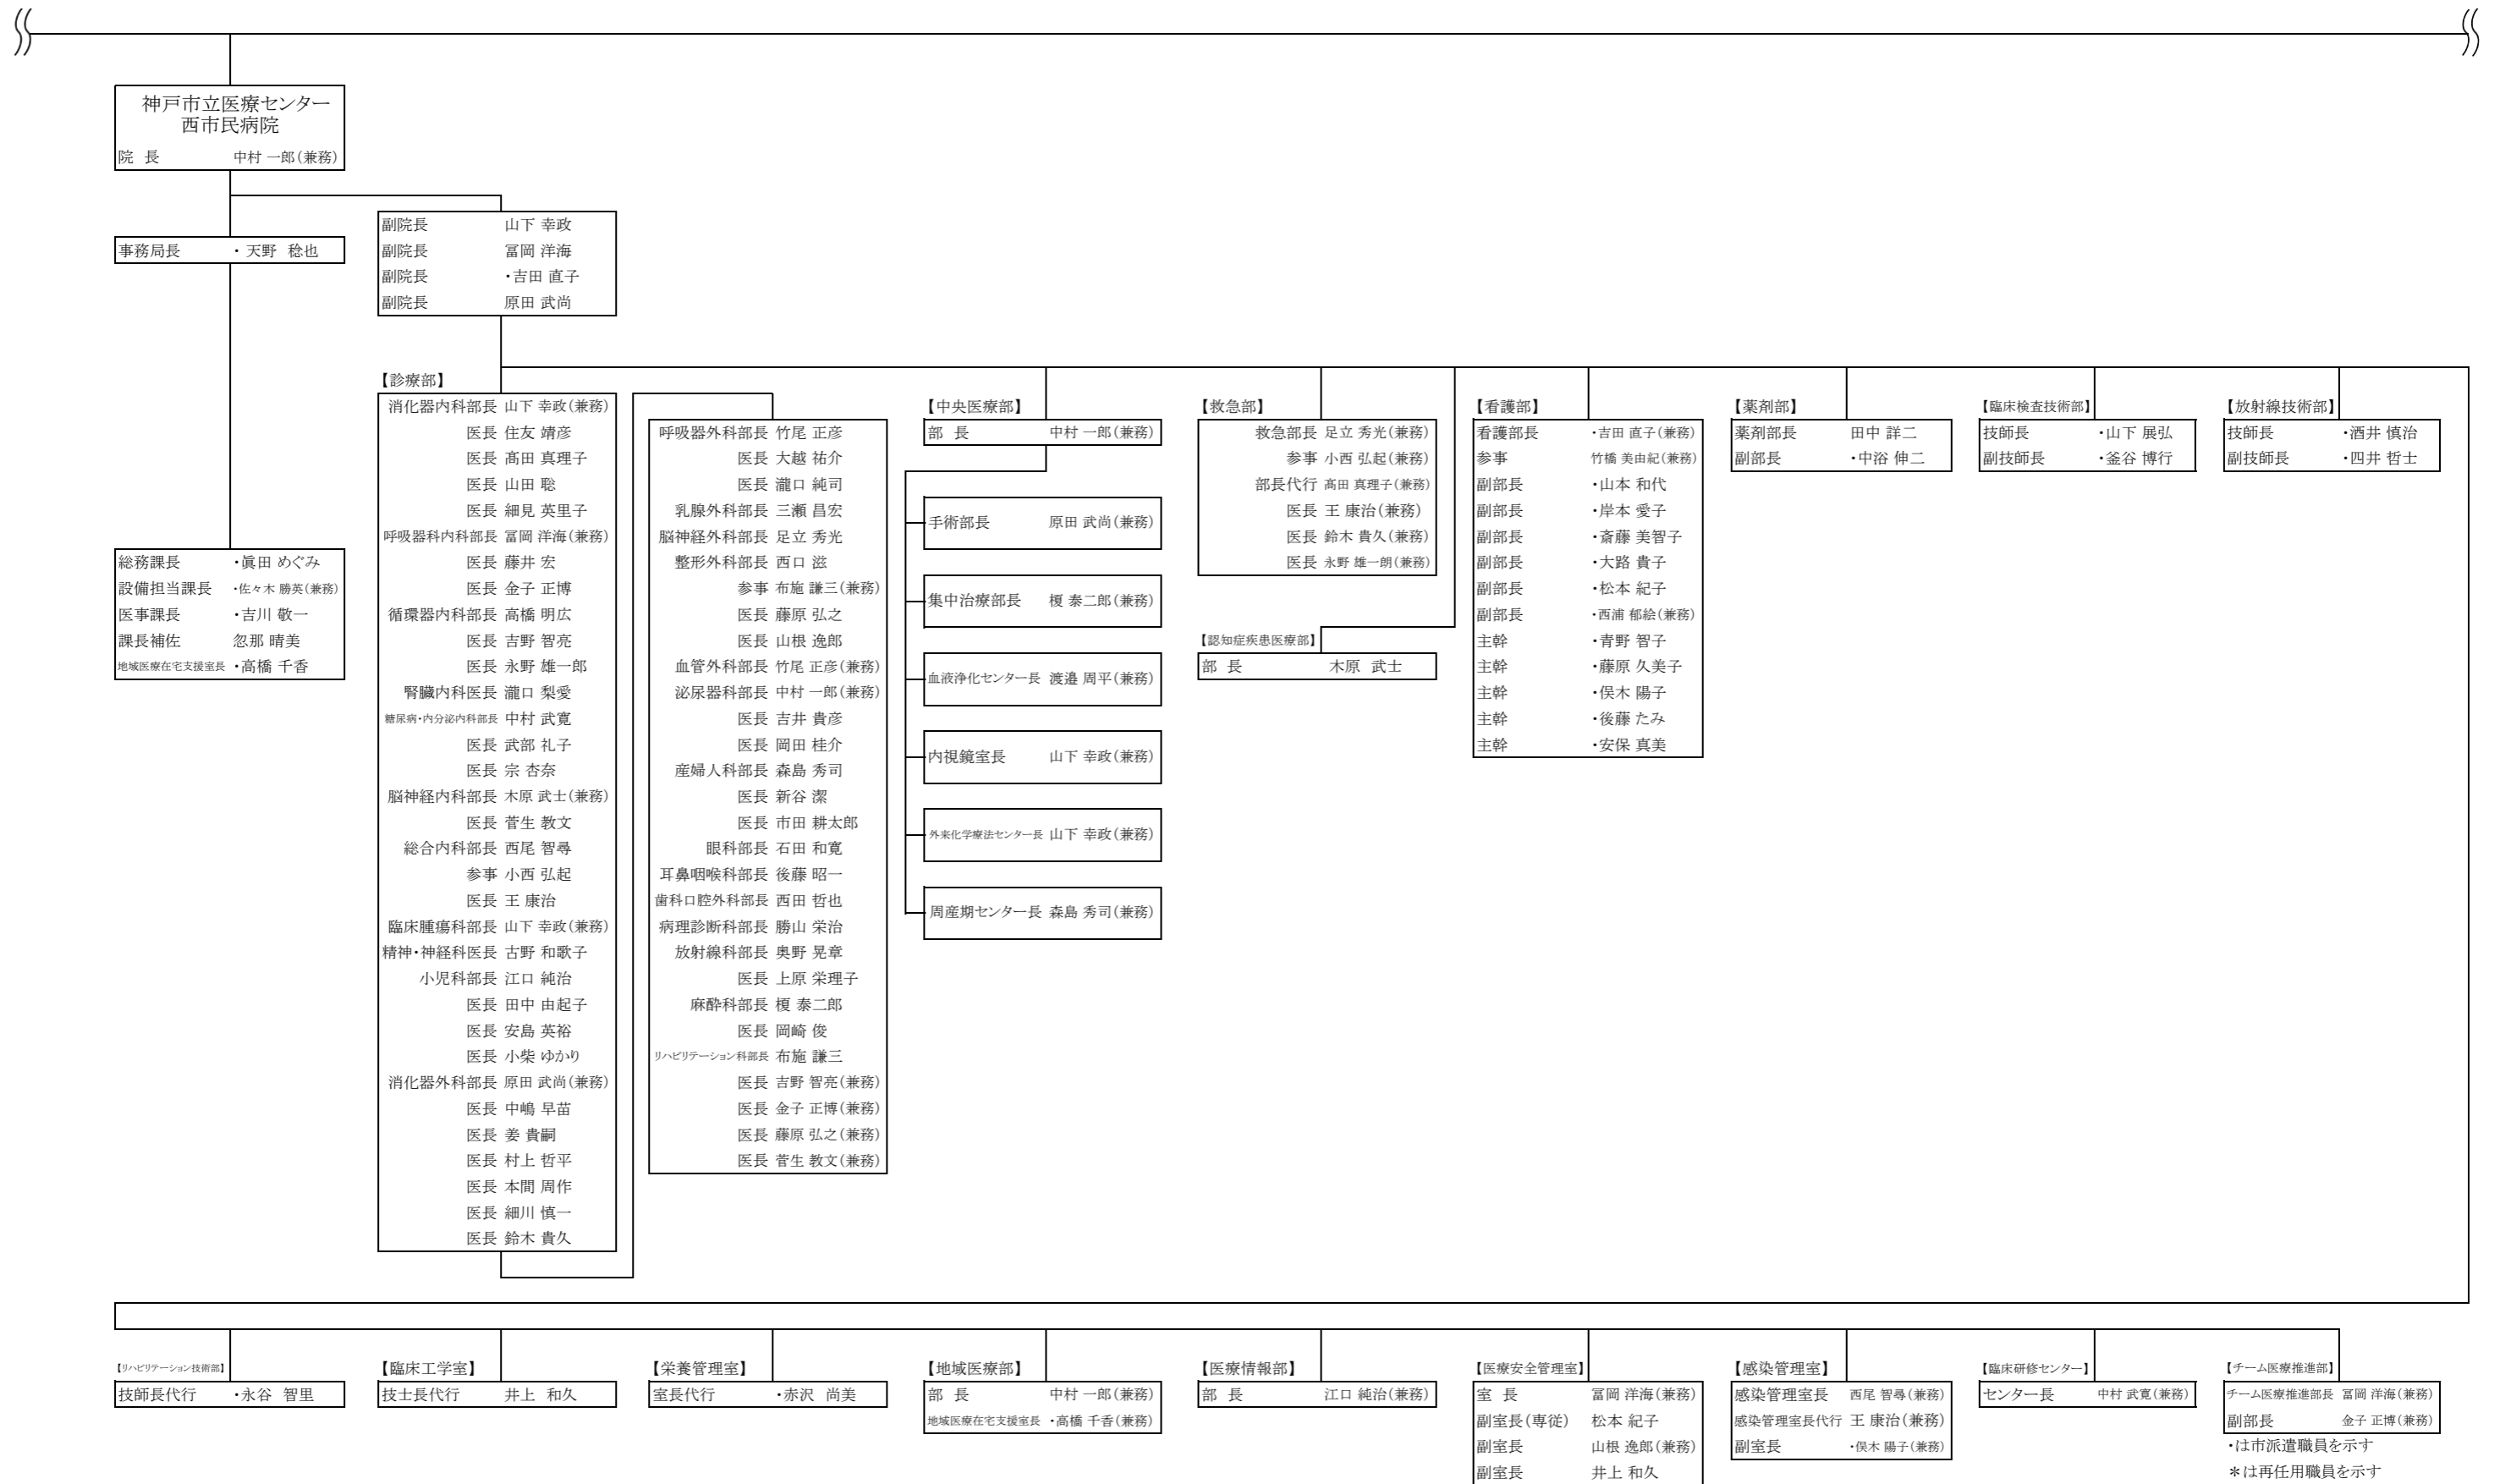 神戸市立医療センター
西市民病院
院 長 中村 一郎(兼務)
事務局長 ・ 天野 稔也
副院長 山下 幸政
副院長 冨岡 洋海
副院長 ・吉田 直子
副院長 原田 武尚
総務課長 ・眞田 めぐみ
設備担当課長 ・佐々木 勝英(兼務)
医事課長 ・吉川 敬一
課長補佐 忽那 晴美
地域医療在宅支援室長 ・高橋 千香
【診療部】
消化器内科部長 山下 幸政(兼務)
医長 住友 靖彦
医長 髙田 真理子
医長 山田 聡
医長 細見 英里子
呼吸器科内科部長 冨岡 洋海(兼務)
医長 藤井 宏
医長 金子 正博
循環器内科部長 高橋 明広
医長 吉野 智亮
医長 永野 雄一郎
腎臓内科医長 瀧口 梨愛
糖尿病・内分泌内科部長 中村 武寛
医長 武部 礼子
医長 宗 杏奈
脳神経内科部長 木原 武士(兼務)
医長 菅生 教文
総合内科部長 西尾 智尋
参事 小西 弘起
医長 王 康治
臨床腫瘍科部長 山下 幸政(兼務)
精神・神経科医長 古野 和歌子
小児科部長 江口 純治
医長 田中 由起子
医長 安島 英裕
医長 小柴 ゆかり
消化器外科部長 原田 武尚(兼務)
医長 中嶋 早苗
医長 姜 貴嗣
医長 村上 哲平
医長 本間 周作
医長 細川 慎一
医長 鈴木 貴久
呼吸器外科部長 竹尾 正彦
医長 大越 祐介
医長 瀧口 純司
乳腺外科部長 三瀬 昌宏
脳神経外科部長 足立 秀光
整形外科部長 西口 滋
参事 布施 謙三(兼務)
医長 藤原 弘之
医長 山根 逸郎
血管外科部長 竹尾 正彦(兼務)
泌尿器科部長 中村 一郎(兼務)
医長 吉井 貴彦
医長 岡田 桂介
産婦人科部長 森島 秀司
医長 新谷 潔
医長 市田 耕太郎
眼科部長 石田 和寛
耳鼻咽喉科部長 後藤 昭一
歯科口腔外科部長 西田 哲也
病理診断科部長 勝山 栄治
放射線科部長 奥野 晃章
医長 上原 栄理子
麻酔科部長 榎 泰二郎
医長 岡崎 俊
リハビリテーション科部長 布施 謙三
医長 吉野 智亮(兼務)
医長 金子 正博(兼務)
医長 藤原 弘之(兼務)
医長 菅生 教文(兼務)
【中央医療部】
部 長 中村 一郎(兼務)
手術部長 原田 武尚(兼務)
集中治療部長 榎 泰二郎(兼務)
血液浄化センター長 渡邉 周平(兼務)
内視鏡室長 山下 幸政(兼務)
外来化学療法センター長 山下 幸政(兼務)
周産期センター長 森島 秀司(兼務)
【救急部】
救急部長 足立 秀光(兼務)
参事 小西 弘起(兼務)
部長代行 髙田 真理子(兼務)
医長 王 康治(兼務)
医長 鈴木 貴久(兼務)
医長 永野 雄一朗(兼務)
【認知症疾患医療部】
部 長 木原 武士
【看護部】
看護部長 ・吉田 直子(兼務)
参事 竹橋 美由紀(兼務)
副部長 ・山本 和代
副部長 ・岸本 愛子
副部長 ・斎藤 美智子
副部長 ・大路 貴子
副部長 ・松本 紀子
副部長 ・西浦 郁絵(兼務)
主幹 ・青野 智子
主幹 ・藤原 久美子
主幹 ・俣木 陽子
主幹 ・後藤 たみ
主幹 ・安保 真美
【薬剤部】
薬剤部長 田中 詳二
副部長 ・中浴 伸二
【臨床検査技術部】
技師長 ・山下 展弘
副技師長 ・釜谷 博行
【放射線技術部】
技師長 ・酒井 慎治
副技師長 ・四井 哲士
【リハビリテーション技術部】
技師長代行 ・永谷 智里
【臨床工学室】
技士長代行 井上 和久
【栄養管理室】
室長代行 ・赤沢 尚美
【地域医療部】
部 長 中村 一郎(兼務)
地域医療在宅支援室長 ・高橋 千香(兼務)
【医療情報部】
部 長 江口 純治(兼務)
【医療安全管理室】
室 長 冨岡 洋海(兼務)
副室長(専従) 松本 紀子
副室長 山根 逸郎(兼務)
副室長 井上 和久
【感染管理室】
感染管理室長 西尾 智尋(兼務)
感染管理室長代行 王 康治(兼務)
副室長 ・俣木 陽子(兼務)
【臨床研修センター】
センター長 中村 武寛(兼務)
【チーム医療推進部】
チーム医療推進部長 冨岡 洋海(兼務)
副部長 金子 正博(兼務)
・は市派遣職員を示す
＊は再任用職員を示す